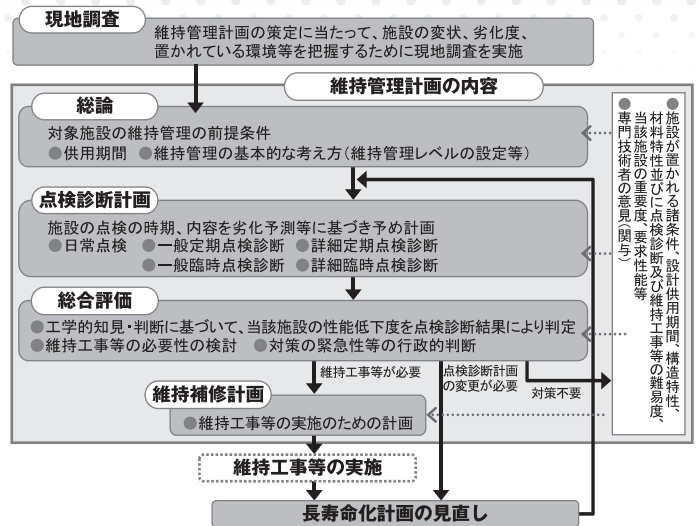 現地調査
維持管理計画の策定に当たって、施設の変状、劣化度、
置かれている環境等を把握するために現地調査を実施
維持管理計画の内容
総論
対象施設の維持管理の前提条件
●供用期間 ●維持管理の基本的な考え方(維持管理レベルの設定等)
点検診断計画
施設の点検の時期、内容を劣化予測等に基づき予め計画
●日常点検 ●一般定期点検診断 ●詳細定期点検診断
●一般臨時点検診断 ●詳細臨時点検診断
総合評価
●工学的知見・判断に基づいて、当該施設の性能低下度を点検診断結果により判定
●維持工事等の必要性の検討 ●対策の緊急性等の行政的判断
維持工事等が必要
点検診断計画
の変更が必要
対策不要
維持補修計画
●維持工事等の実施のための計画
維持工事等の実施
長寿命化計画の見直し
●施設が置かれる諸条件、設計供用期間、構造特性、
材料特性並びに点検診断及び維持工事等の難易度、
当該施設の重要度、要求性能等
●専門技術者の意見(関与)